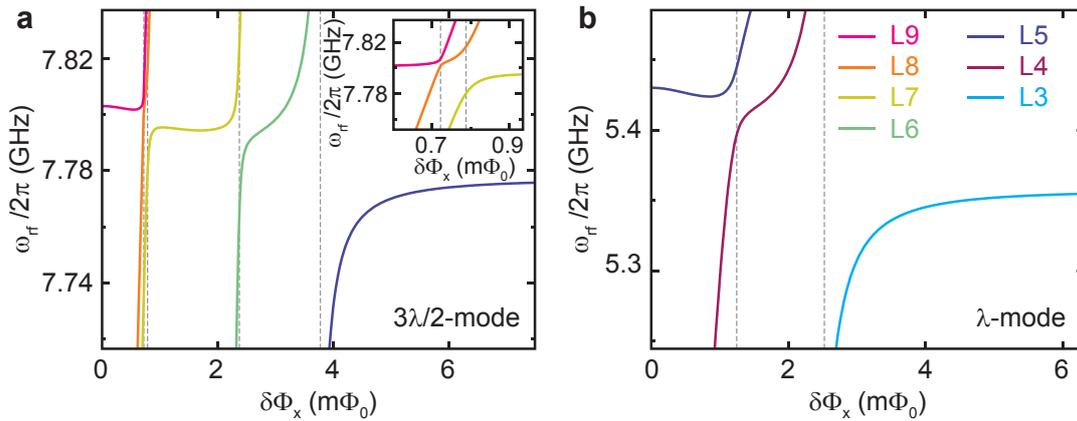 a
ω_rf /2π (GHz)
7.82
7.78
7.74
0
2
4
6
δΦ_x (mΦ_0)
3λ/2-mode
ω_rf /2π (GHz)
7.82
7.78
0.7
0.9
δΦ_x (mΦ_0)
b
ω_rf /2π (GHz)
5.4
5.3
0
2
4
6
δΦ_x (mΦ_0)
λ-mode
L9
L8
L7
L6
L5
L4
L3